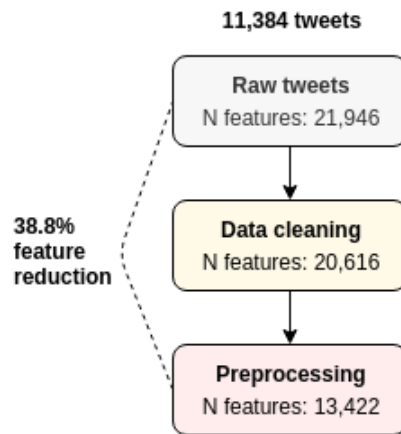 11,384 tweets
Raw tweets
N features: 21,946
38.8%
feature
reduction
Data cleaning
N features: 20,616
Preprocessing
N features: 13,422